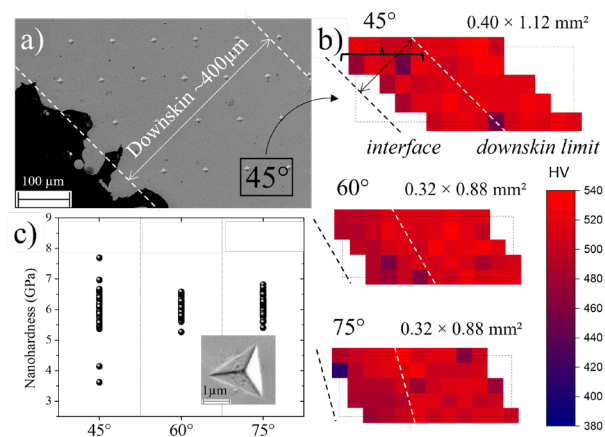 a)
Downskin ~400µm
45°
100 µm
b)
45°
0.40 × 1.12 mm²
interface
downskin limit
60°
0.32 × 0.88 mm²
75°
0.32 × 0.88 mm²
HV
540
520
500
480
460
440
420
400
380
c)
Nanohardness (GPa)
9
8
7
6
5
4
3
2
1µm
45°
60°
75°